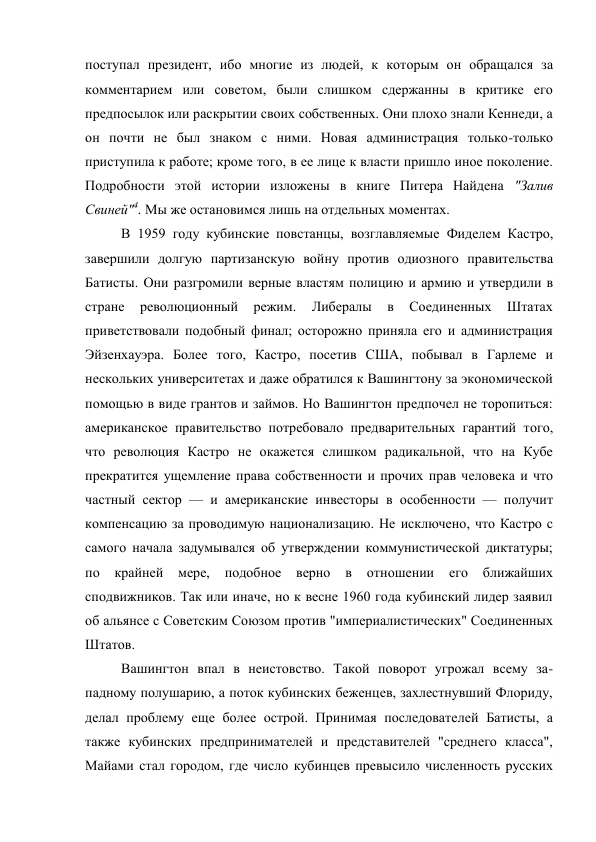 поступал президент, ибо многие из людей, к которым он обращался за
комментарием или советом, были слишком сдержанны в критике его
предпосылок или раскрытии своих собственных. Они плохо знали Кеннеди, а
он почти не был знаком с ними. Новая администрация только-только
приступила к работе; кроме того, в ее лице к власти пришло иное поколение.
Подробности этой истории изложены в книге Питера Найдена "Залив
Свиней"⁴. Мы же остановимся лишь на отдельных моментах.
В 1959 году кубинские повстанцы, возглавляемые Фиделем Кастро,
завершили долгую партизанскую войну против одиозного правительства
Батисты. Они разгромили верные властям полицию и армию и утвердили в
стране революционный режим. Либералы в Соединенных Штатах
приветствовали подобный финал; осторожно приняла его и администрация
Эйзенхауэра. Более того, Кастро, посетив США, побывал в Гарлеме и
нескольких университетах и даже обратился к Вашингтону за экономической
помощью в виде грантов и займов. Но Вашингтон предпочел не торопиться:
американское правительство потребовало предварительных гарантий того,
что революция Кастро не окажется слишком радикальной, что на Кубе
прекратится ущемление права собственности и прочих прав человека и что
частный сектор — и американские инвесторы в особенности — получит
компенсацию за проводимую национализацию. Не исключено, что Кастро с
самого начала задумывался об утверждении коммунистической диктатуры;
по крайней мере, подобное верно в отношении его ближайших
сподвижников. Так или иначе, но к весне 1960 года кубинский лидер заявил
об альянсе с Советским Союзом против "империалистических" Соединенных
Штатов.
Вашингтон впал в неистовство. Такой поворот угрожал всему за-
падному полушарию, а поток кубинских беженцев, захлестнувший Флориду,
делал проблему еще более острой. Принимая последователей Батисты, а
также кубинских предпринимателей и представителей "среднего класса",
Майами стал городом, где число кубинцев превысило численность русских